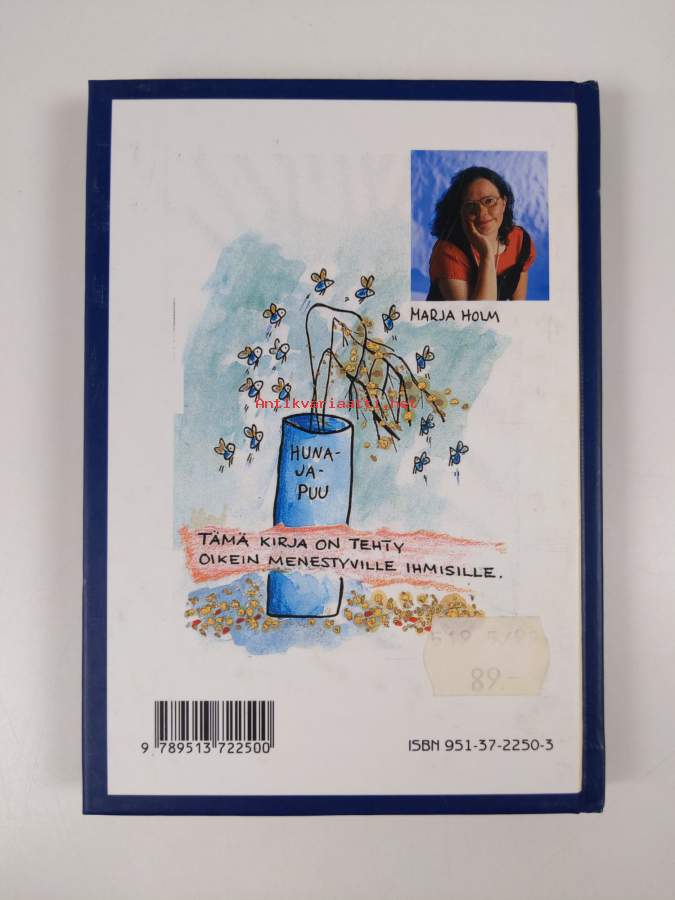 MARJA HOLM
Antikvariaatti.net
HUNA-
JA-
PUU
TÄMÄ KIRJA ON TEHTY
OIKEIN MENESTYVILLE IHMISILLE.
89.-
9 789513 722500
ISBN 951-37-2250-3